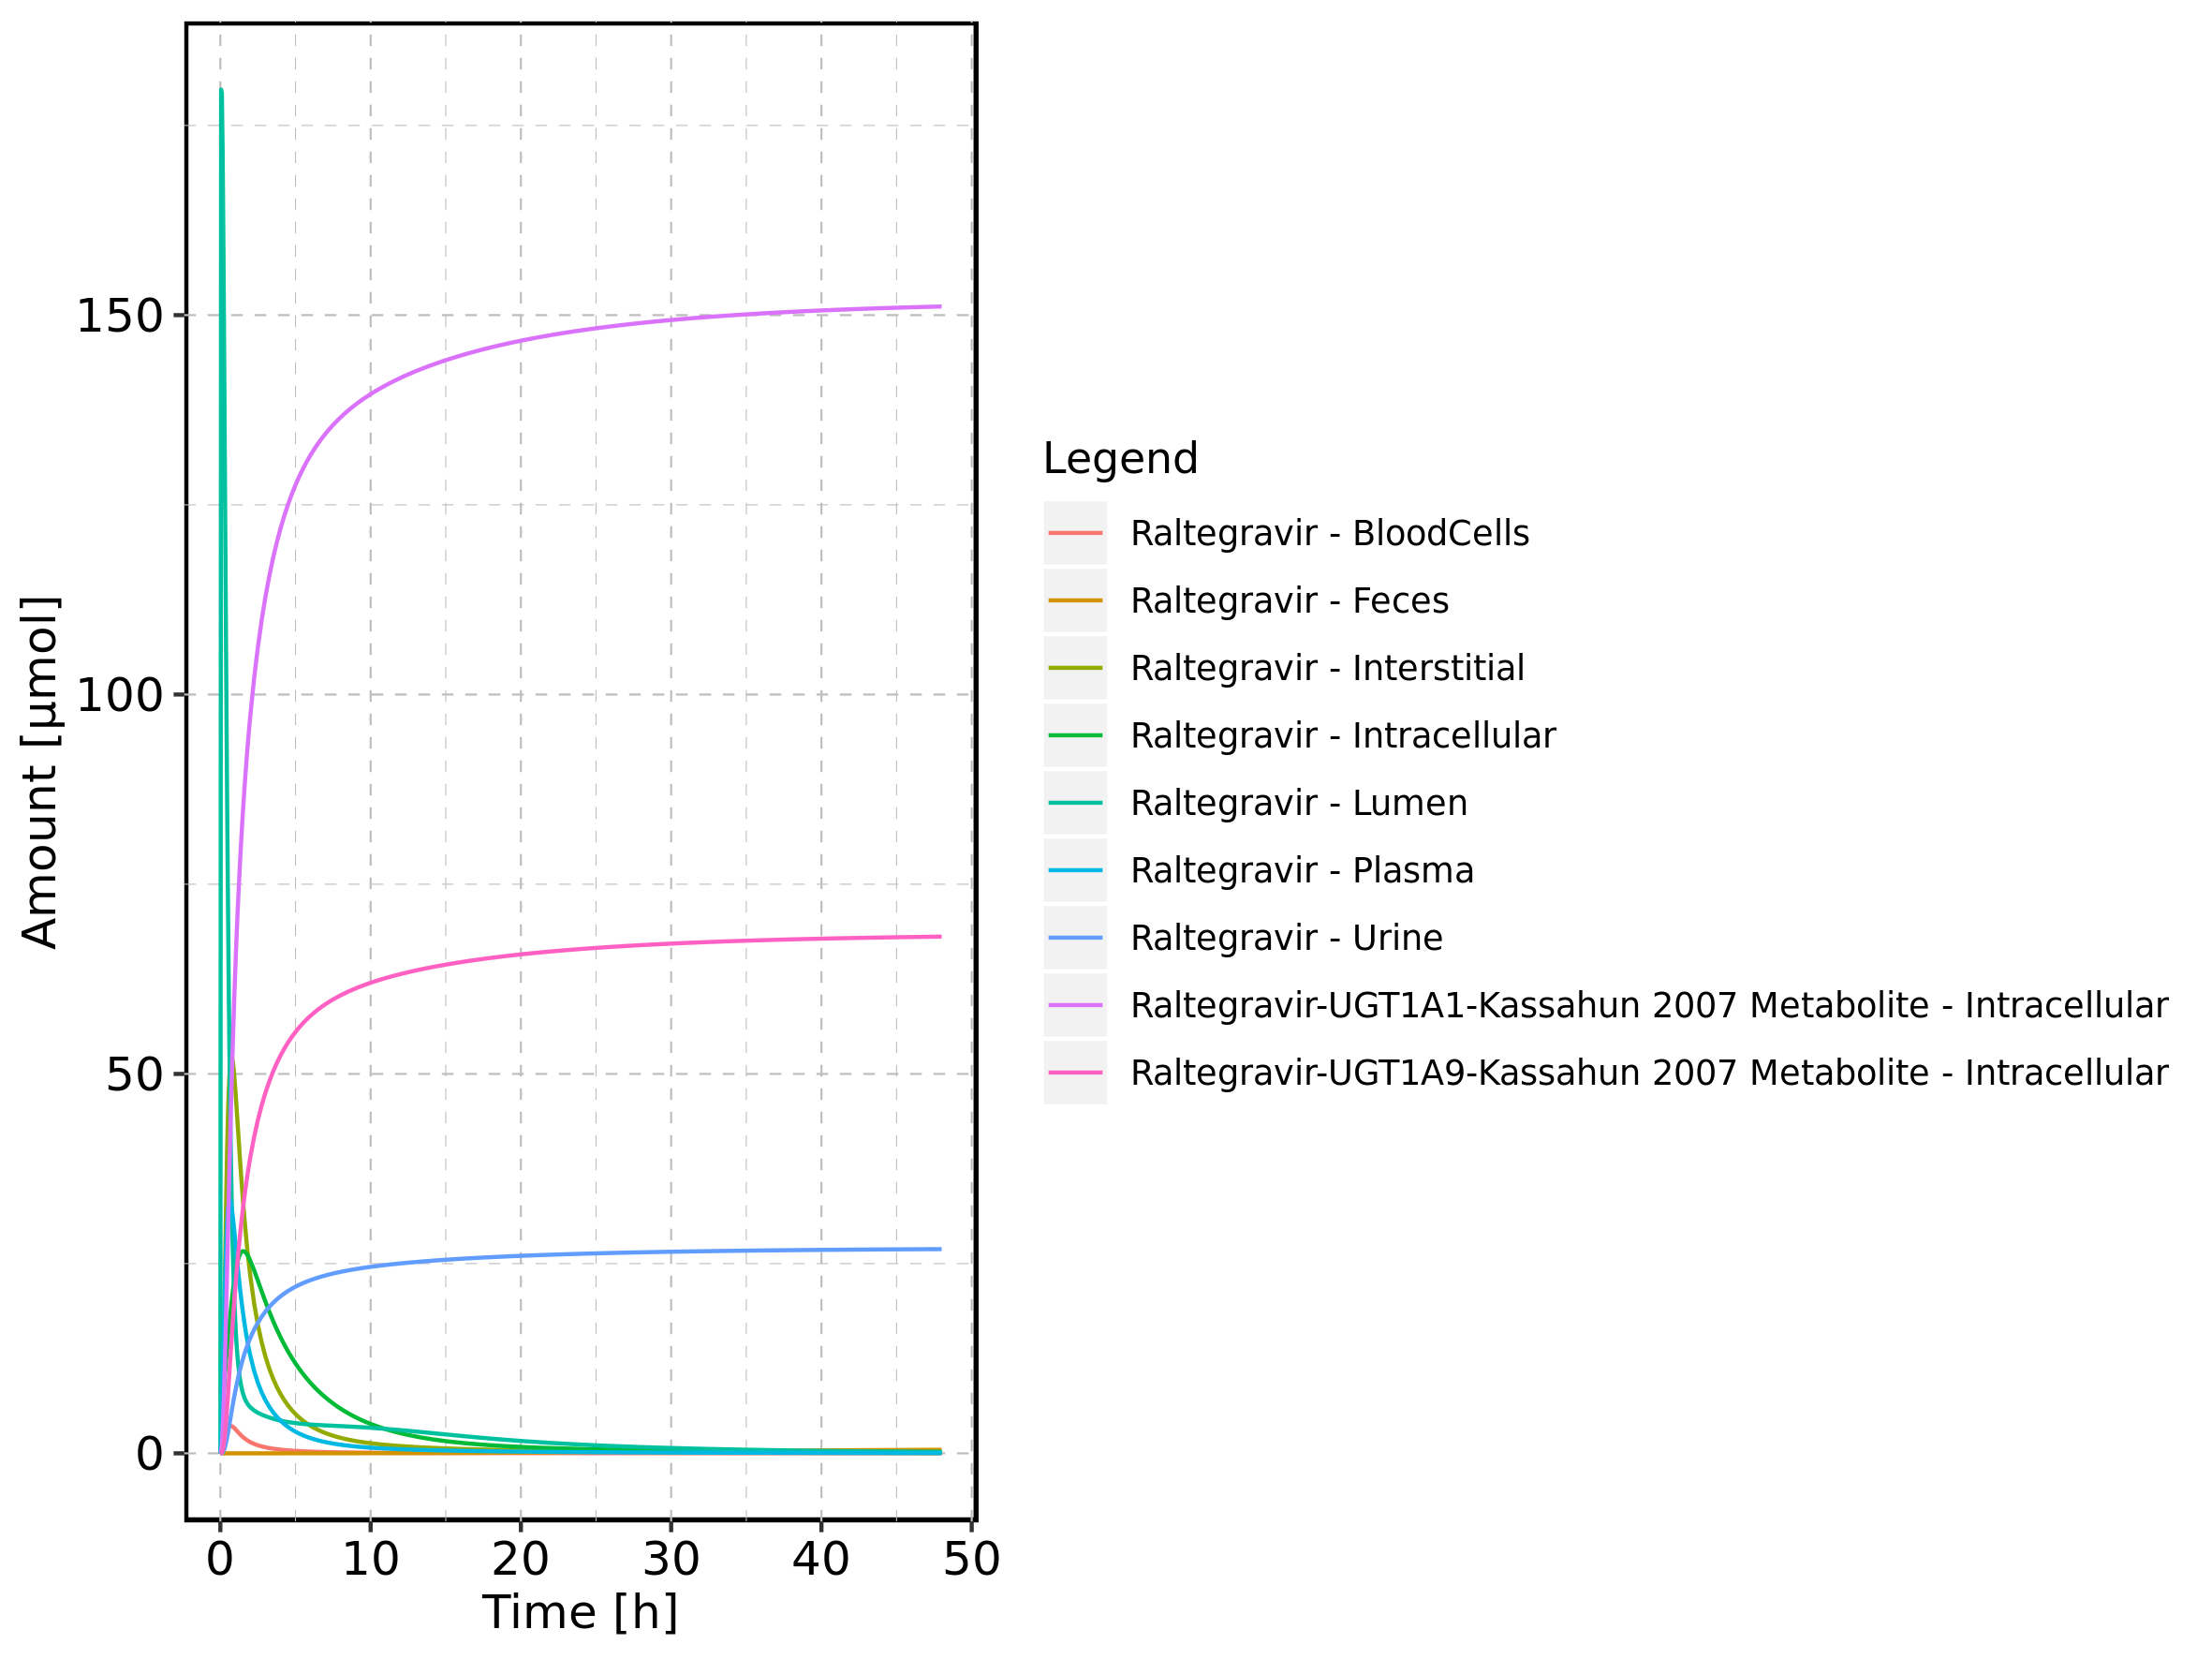 150
100
50
0
Amount [µmol]
0 10 20 30 40 50
Time [h]
Legend
Raltegravir - BloodCells
Raltegravir - Feces
Raltegravir - Interstitial
Raltegravir - Intracellular
Raltegravir - Lumen
Raltegravir - Plasma
Raltegravir - Urine
Raltegravir-UGT1A1-Kassahun 2007 Metabolite - Intracellular
Raltegravir-UGT1A9-Kassahun 2007 Metabolite - Intracellular